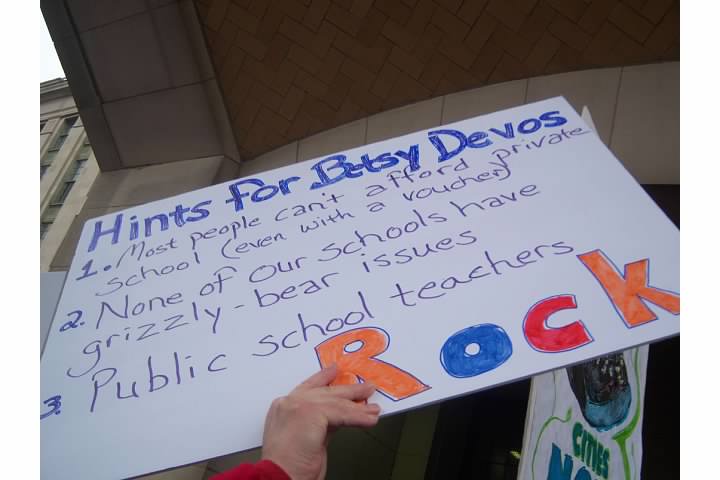 Hints for Betsy Devos
1. Most people can't afford private
school (even with a voucher)
2. None of our schools have
grizzly-bear issues
3. Public school teachers
Rock
CITIES